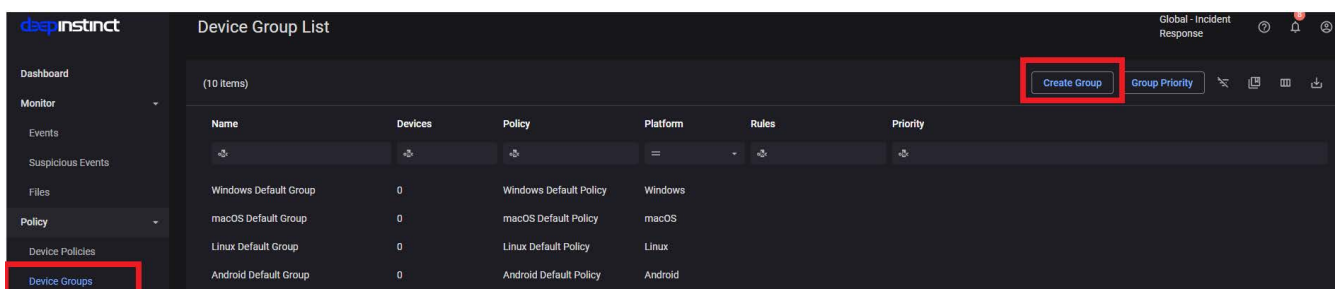 deepinstinct
Device Group List
Global - Incident
Response
8
Dashboard
(10 items)
Create Group
Group Priority
Monitor
Name Devices Policy Platform Rules Priority
Events
=
Suspicious Events
Files
Windows Default Group 0 Windows Default Policy Windows
Policy
macOS Default Group 0 macOS Default Policy macOS
Device Policies
Linux Default Group 0 Linux Default Policy Linux
Device Groups
Android Default Group 0 Android Default Policy Android